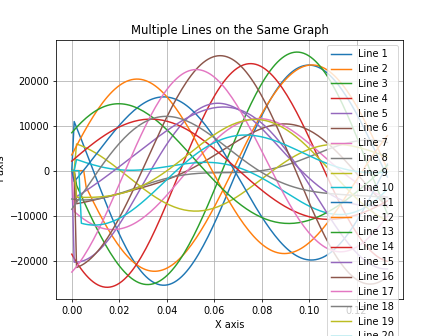 Multiple Lines on the Same Graph
20000
10000
0
−10000
−20000
axis
0.00
0.02
0.04
0.06
0.08
0.10
X axis
Line 1
Line 2
Line 3
Line 4
Line 5
Line 6
Line 7
Line 8
Line 9
Line 10
Line 11
Line 12
Line 13
Line 14
Line 15
Line 16
Line 17
Line 18
Line 19
Line 20